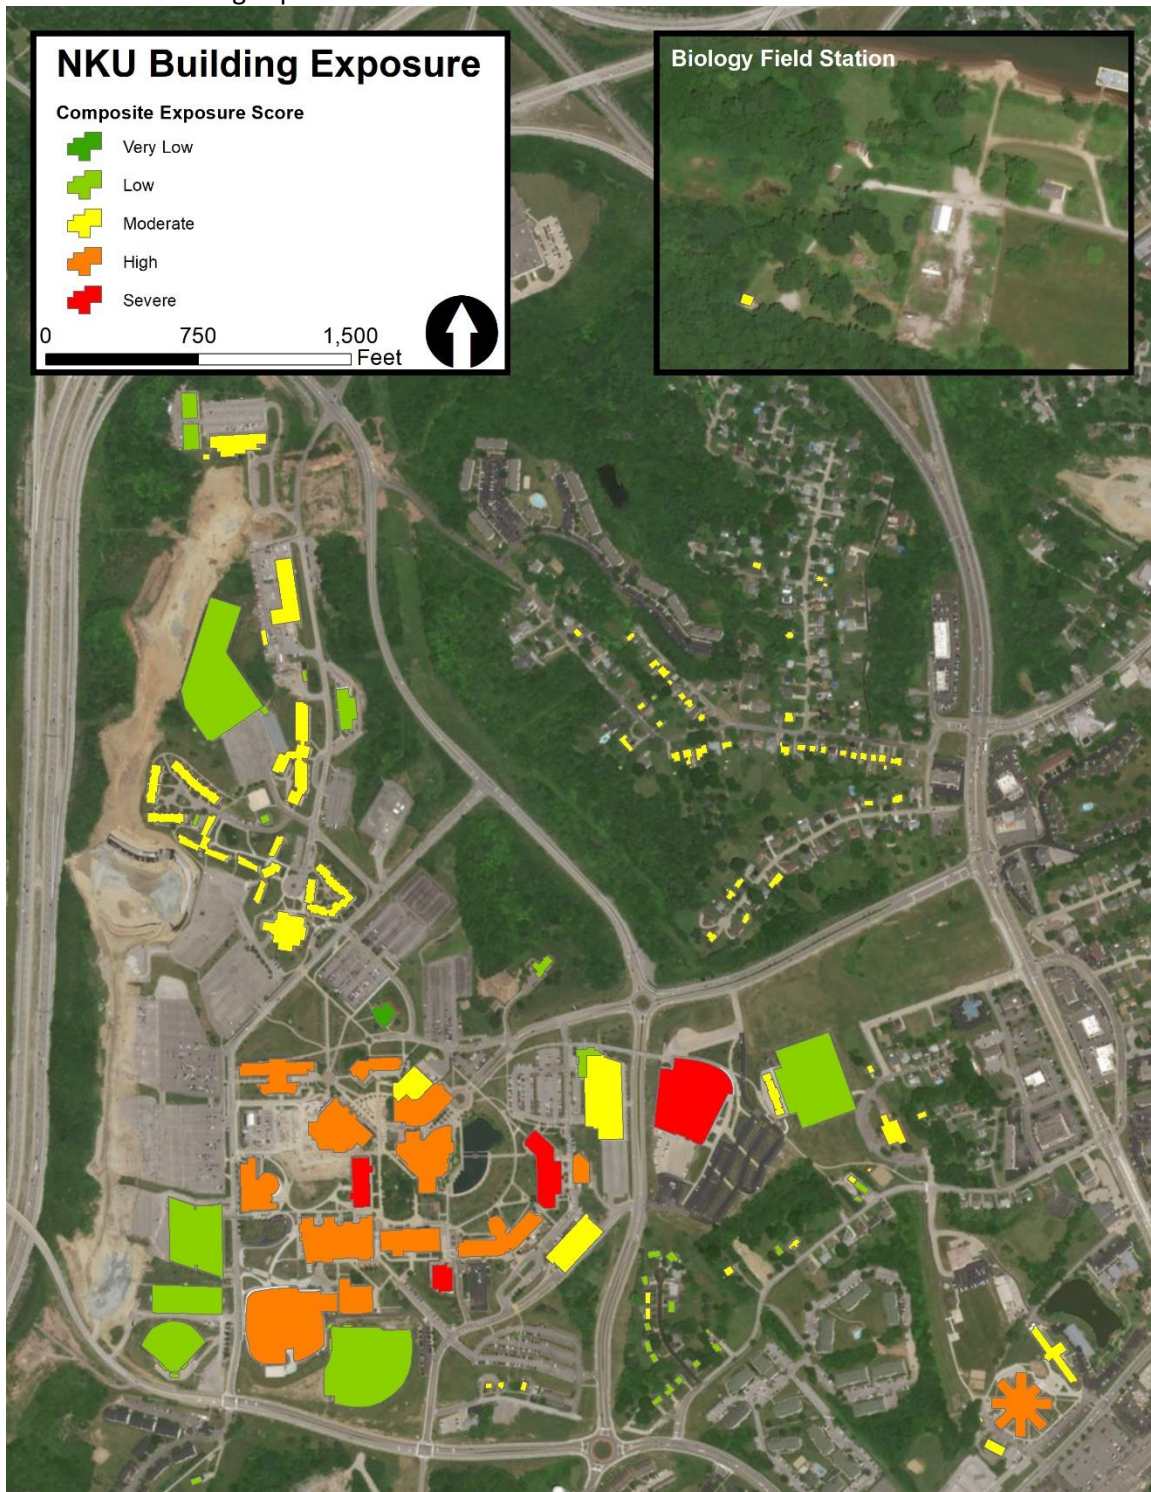 NKU Building Exposure
Composite Exposure Score
Very Low
Low
Moderate
High
Severe
0 750 1,500
Feet
Biology Field Station